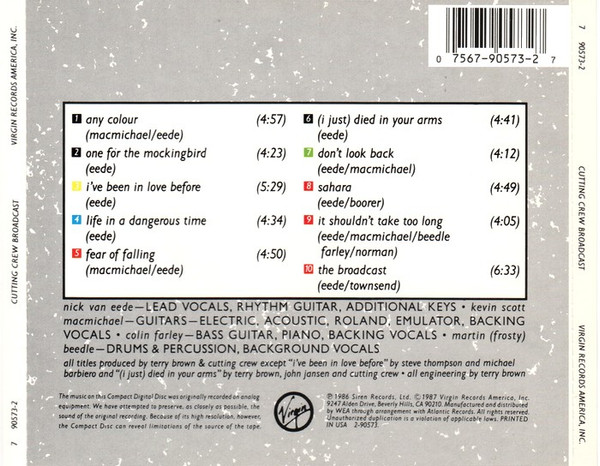 VIRGIN RECORDS AMERICA, INC.
CUTTING CREW BROADCAST
7 90573-2
0 7567-90573-2 7
1 any colour (4:57)
(macmichael/eede)
2 one for the mockingbird (4:23)
(eede)
3 i've been in love before (5:29)
(eede)
4 life in a dangerous time (4:34)
(eede)
5 fear of falling (4:50)
(macmichael/eede)
6 (i just) died in your arms (4:41)
(eede)
7 don't look back (4:12)
(eede/macmichael)
8 sahara (4:49)
(eede/boorer)
9 it shouldn't take too long (4:05)
(eede/macmichael/beedle
farley/norman)
10 the broadcast (6:33)
(eede/townsend)
nick van eede—LEAD VOCALS, RHYTHM GUITAR, ADDITIONAL KEYS • kevin scott
macmichael—GUITARS—ELECTRIC, ACOUSTIC, ROLAND, EMULATOR, BACKING
VOCALS • colin farley—BASS GUITAR, PIANO, BACKING VOCALS • martin (frosty)
beedle—DRUMS & PERCUSSION, BACKGROUND VOCALS
all titles produced by terry brown & cutting crew except "i've been in love before" by steve thompson and michael
barbiero and "(i just) died in your arms" by terry brown, john jansen and cutting crew • all engineering by terry brown
The music on this Compact Digital Disc was originally recorded on analog
equipment. We have attempted to preserve, as closely as possible, the
sound of the original recording. Because of its high resolution, however,
the Compact Disc can reveal limitations of the source tape.
Virgin
℗ 1986 Siren Records, LTD. © 1987 Virgin Records America, Inc.
9247 Alden Drive, Beverly Hills, CA 90210. Manufactured and distributed
by WEA through arrangement with Atlantic Records. All rights reserved.
Unauthorized duplication is a violation of applicable laws. PRINTED
IN USA 2-90573.
7 90573-2
CUTTING CREW BROADCAST
VIRGIN RECORDS AMERICA, INC.